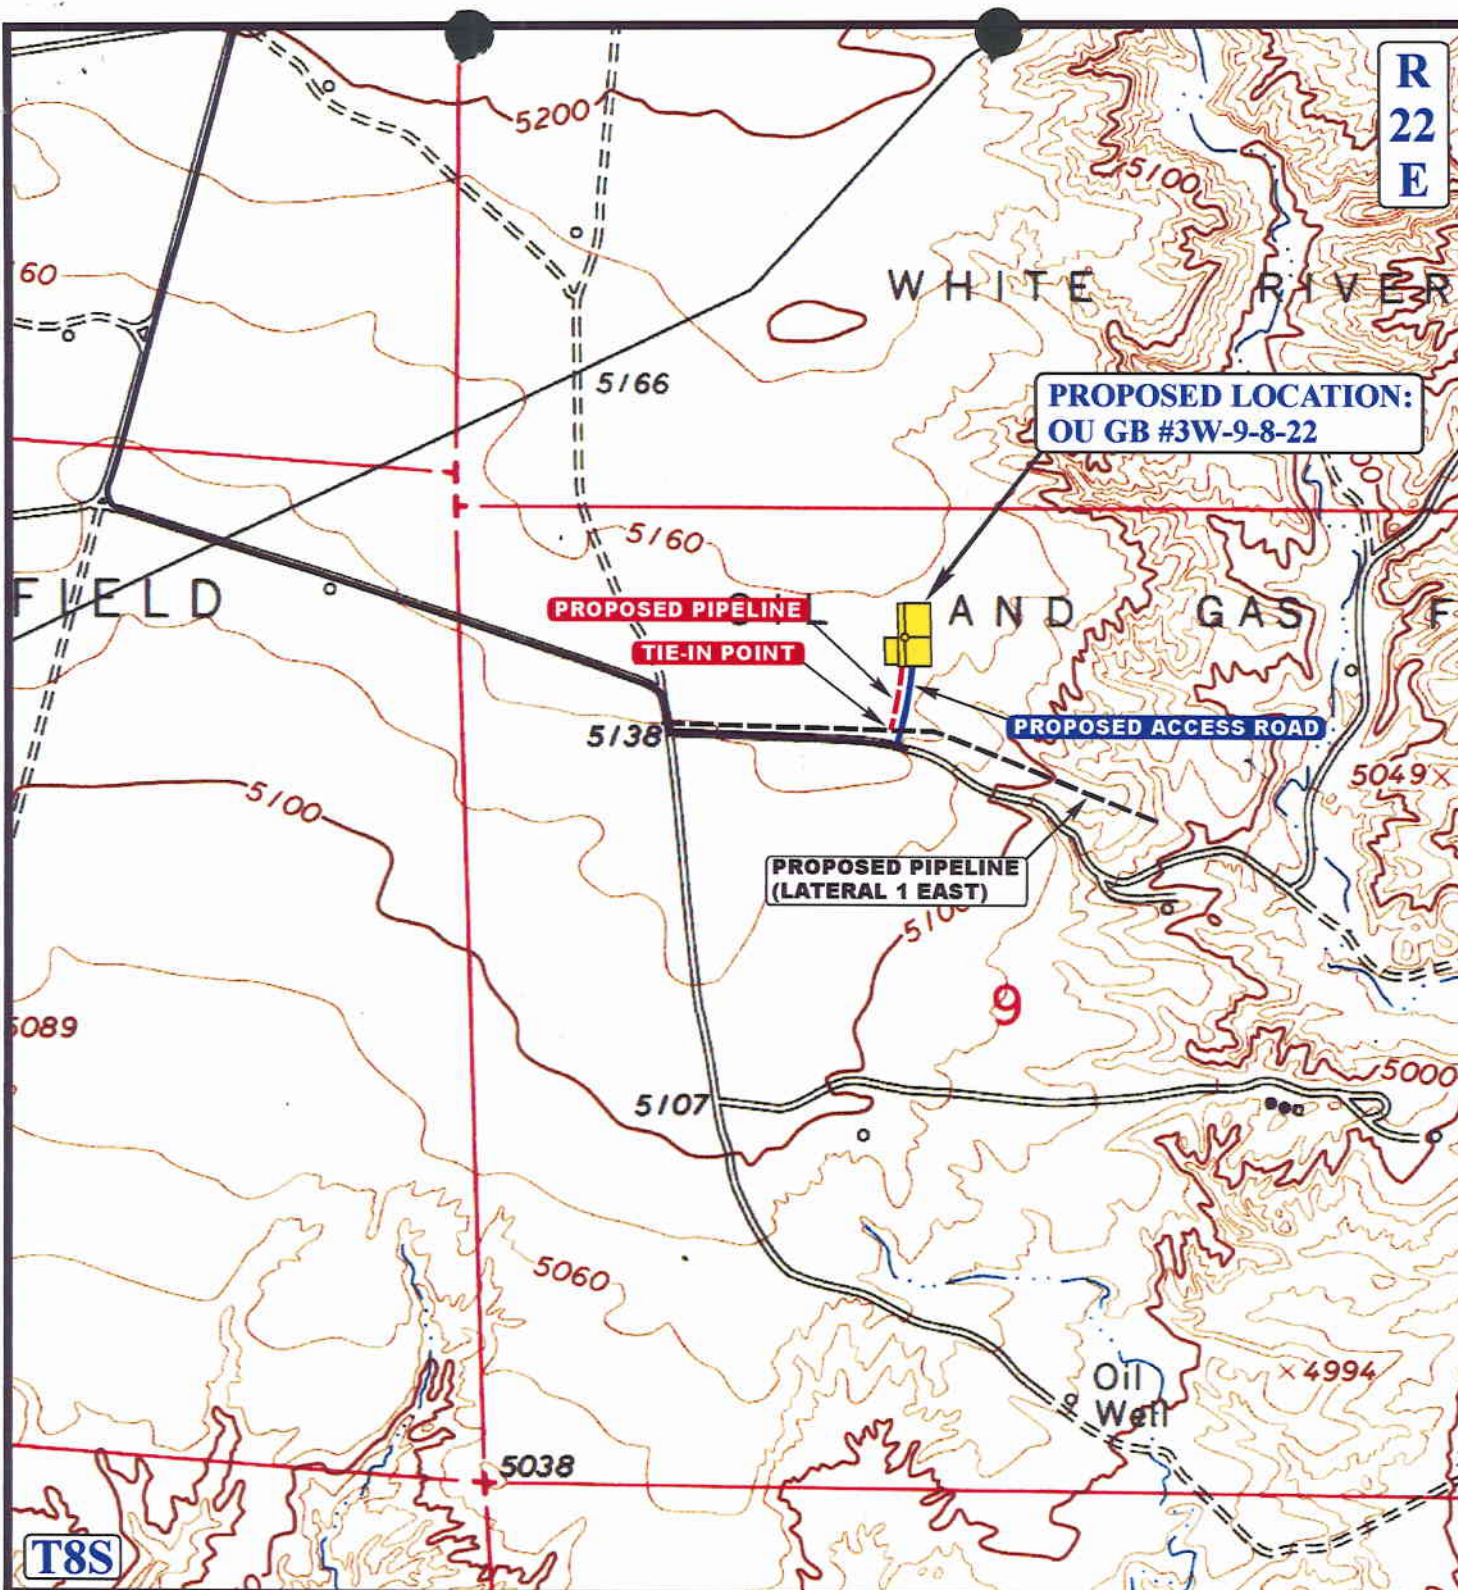 R
22
E
5200
5100
60
WHITE RIVER
5166
PROPOSED LOCATION:
OU GB #3W-9-8-22
5160
FIELD
PROPOSED PIPELINE
AND GAS F
TIE-IN POINT
PROPOSED ACCESS ROAD
5138
5049
5100
PROPOSED PIPELINE
(LATERAL 1 EAST)
5100
9
5089
5000
5107
5060
Oil
Well
4994
5038
T8S